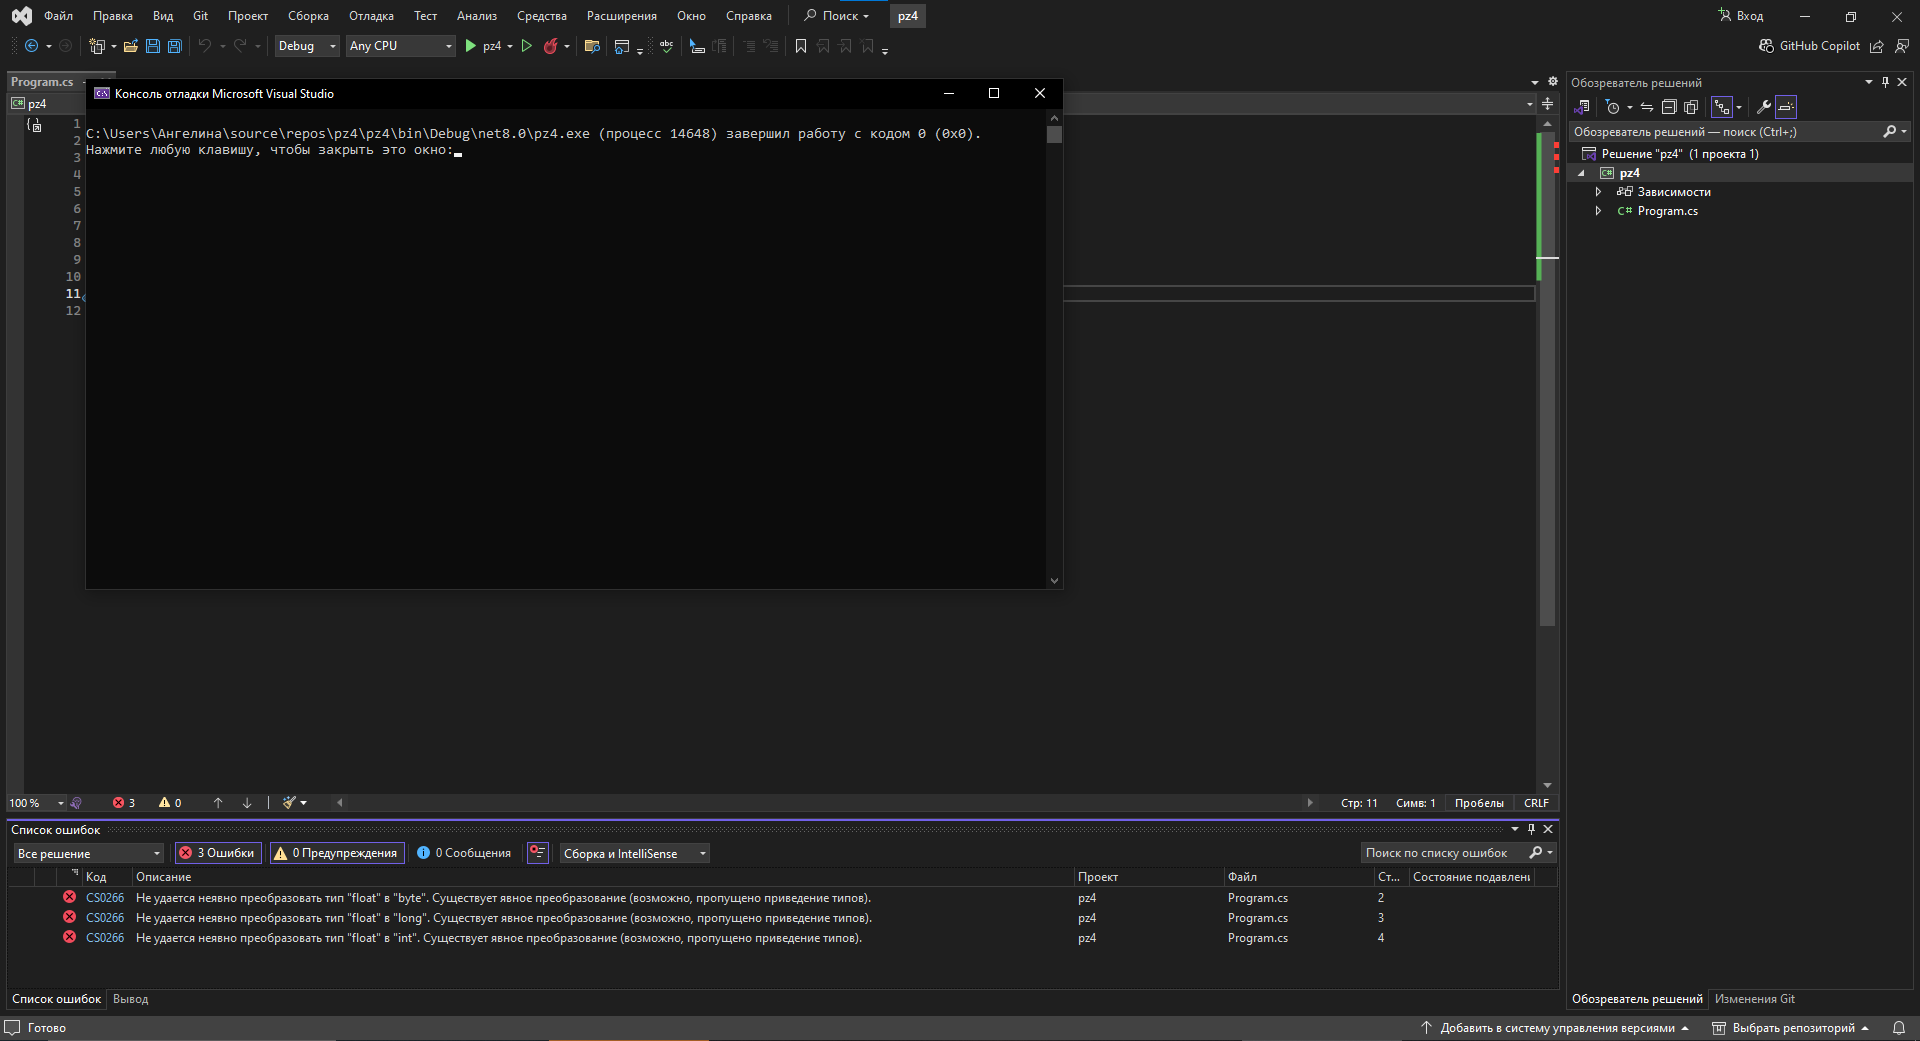 Файл Правка Вид Git Проект Сборка Отладка Тест Анализ Средства Расширения Окно Справка Поиск pz4 Вход
Debug Any CPU pz4 GitHub Copilot
Program.cs
pz4
Консоль отладки Microsoft Visual Studio
C:\Users\Ангелина\source\repos\pz4\pz4\bin\Debug\net8.0\pz4.exe (процесс 14648) завершил работу с кодом 0 (0x0).
Нажмите любую клавишу, чтобы закрыть это окно:
1
2
3
4
5
6
7
8
9
10
11
12
Обозреватель решений
Обозреватель решений — поиск (Ctrl+;)
Решение "pz4" (1 проекта 1)
pz4
Зависимости
C# Program.cs
100 % 3 0 Стр: 11 Симв: 1 Пробелы CRLF
Список ошибок
Все решение 3 Ошибки 0 Предупреждения 0 Сообщения Сборка и IntelliSense Поиск по списку ошибок
Код Описание Проект Файл Ст... Состояние подавлени
CS0266 Не удается неявно преобразовать тип "float" в "byte". Существует явное преобразование (возможно, пропущено приведение типов). pz4 Program.cs 2
CS0266 Не удается неявно преобразовать тип "float" в "long". Существует явное преобразование (возможно, пропущено приведение типов). pz4 Program.cs 3
CS0266 Не удается неявно преобразовать тип "float" в "int". Существует явное преобразование (возможно, пропущено приведение типов). pz4 Program.cs 4
Список ошибок Вывод
Обозреватель решений Изменения Git
Готово Добавить в систему управления версиями Выбрать репозиторий